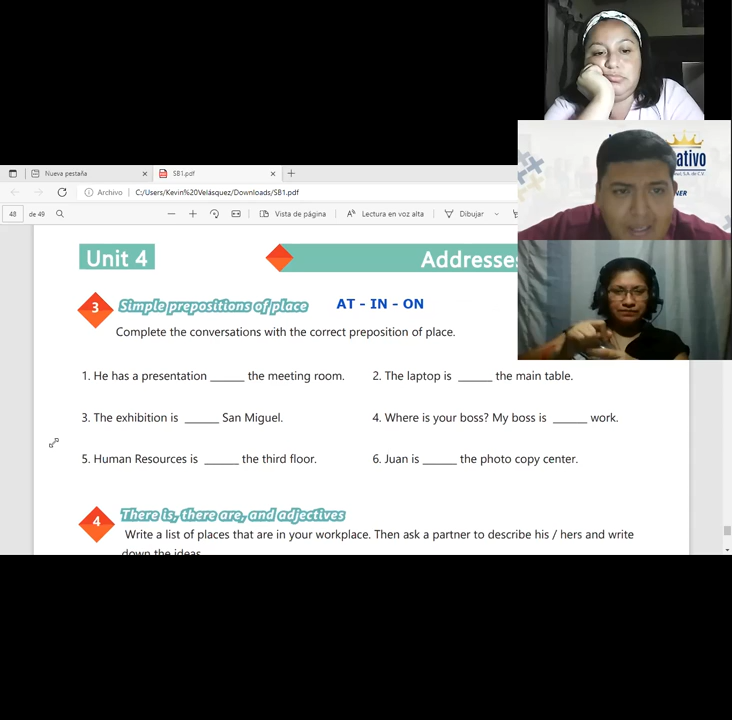 Nueva pestaña
SB1.pdf
Archivo
C:/Users/Kevin%20Velásquez/Downloads/SB1.pdf
48 de 49
Vista de página
Lectura en voz alta
Dibujar
ativo
S.A. de C.V.
NER
Unit 4
Addresse
3
Simple prepositions of place
AT - IN - ON
Complete the conversations with the correct preposition of place.
1. He has a presentation ______ the meeting room.
2. The laptop is ______ the main table.
3. The exhibition is ______ San Miguel.
4. Where is your boss? My boss is ______ work.
5. Human Resources is ______ the third floor.
6. Juan is ______ the photo copy center.
4
There is, there are, and adjectives
Write a list of places that are in your workplace. Then ask a partner to describe his / hers and write
down the ideas.